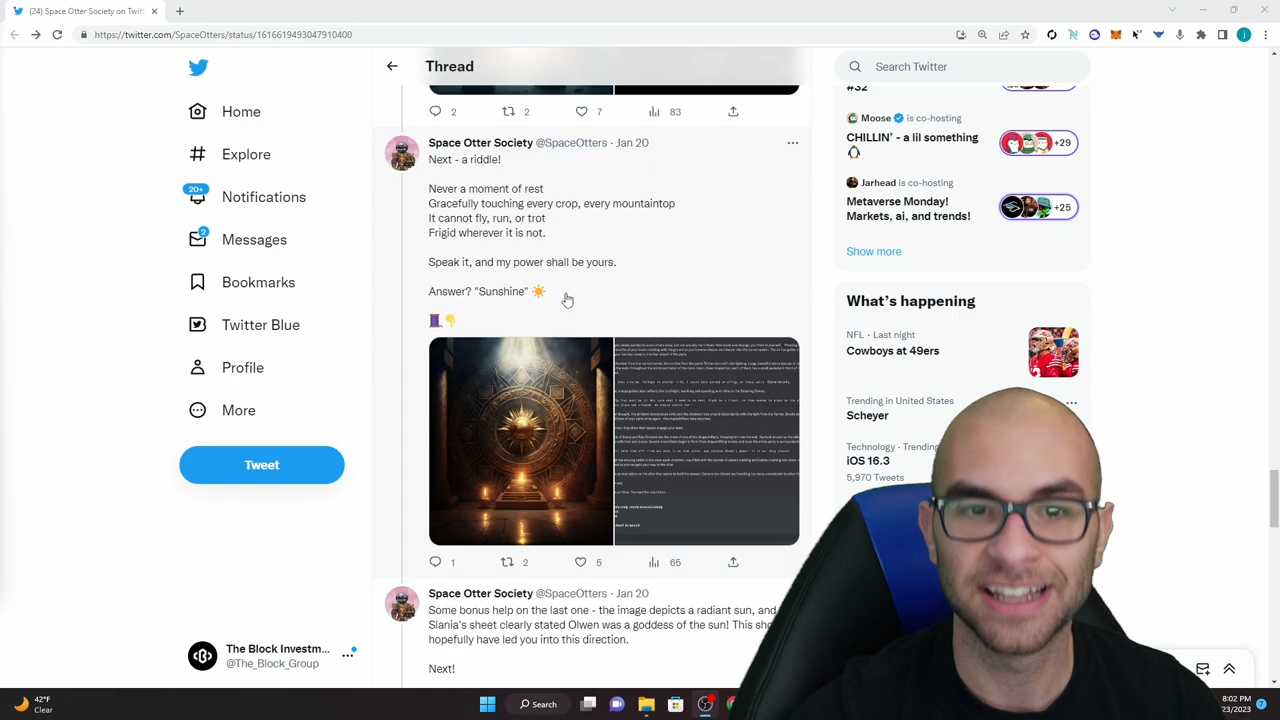 (24) Space Otter Society on Twit
https://twitter.com/SpaceOtters/status/1616619493047910400
Thread
Search Twitter
Home
Explore
20+
Notifications
2
Messages
Bookmarks
Twitter Blue
Profile
More
Tweet
The Block Investm...
@The_Block_Group
2
2
7
83
Space Otter Society @SpaceOtters · Jan 20
Next - a riddle!
Never a moment of rest
Gracefully touching every crop, every mountaintop
It cannot fly, run, or trot
Frigid wherever it is not.
Speak it, and my power shall be yours.
Answer? "Sunshine"
1
2
5
65
Space Otter Society @SpaceOtters · Jan 20
Some bonus help on the last one - the image depicts a radiant sun, and
Slania's sheet clearly stated Olwen was a goddess of the sun! This sho
hopefully have led you into this direction.
Next!
#32
Moose is co-hosting
CHILLIN' - a lil something
+29
Jarhead is co-hosting
Metaverse Monday!
Markets, ai, and trends!
+25
Show more
What's happening
NFL · Last night
Cowboys at 49ers
Trending in United States
Scheyer
Technology · Trending
iOS 16.3
5,970 Tweets
42°F
Clear
Search
8:02 PM
/23/2023